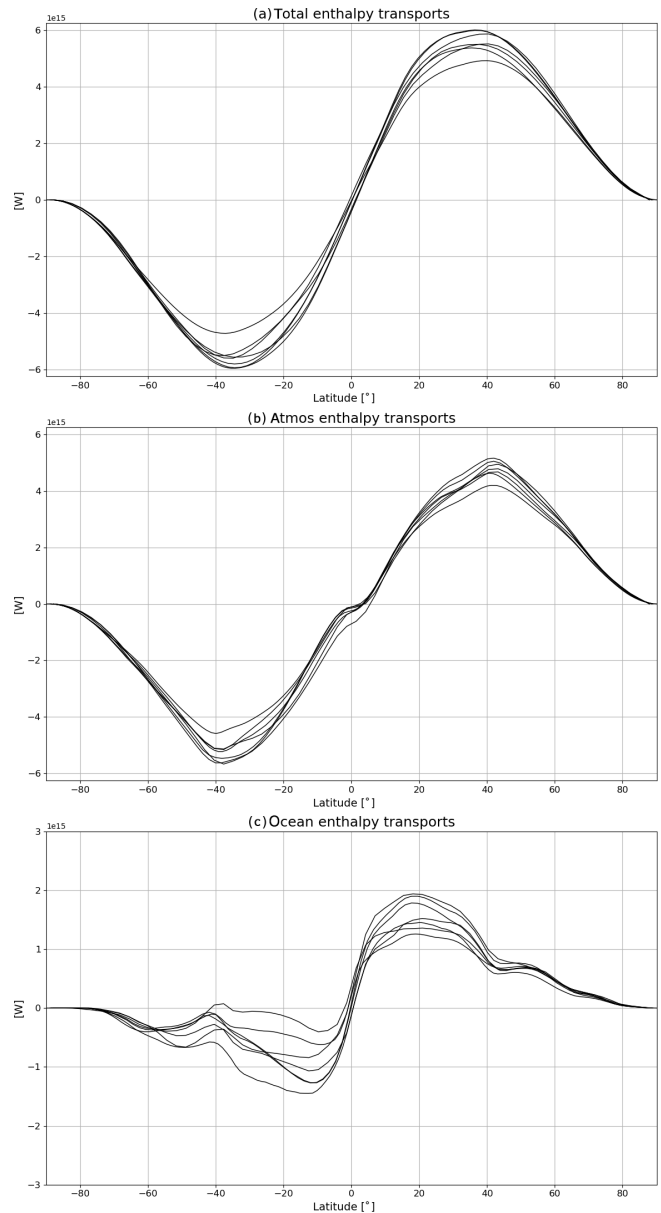 (a) Total enthalpy transports
1e15
6
4
2
0
−2
−4
−6
[W]
−80 −60 −40 −20 0 20 40 60 80
Latitude [˚]
(b) Atmos enthalpy transports
1e15
6
4
2
0
−2
−4
−6
[W]
−80 −60 −40 −20 0 20 40 60 80
Latitude [˚]
(c) Ocean enthalpy transports
1e15
3
2
1
0
−1
−2
−3
[W]
−80 −60 −40 −20 0 20 40 60 80
Latitude [˚]